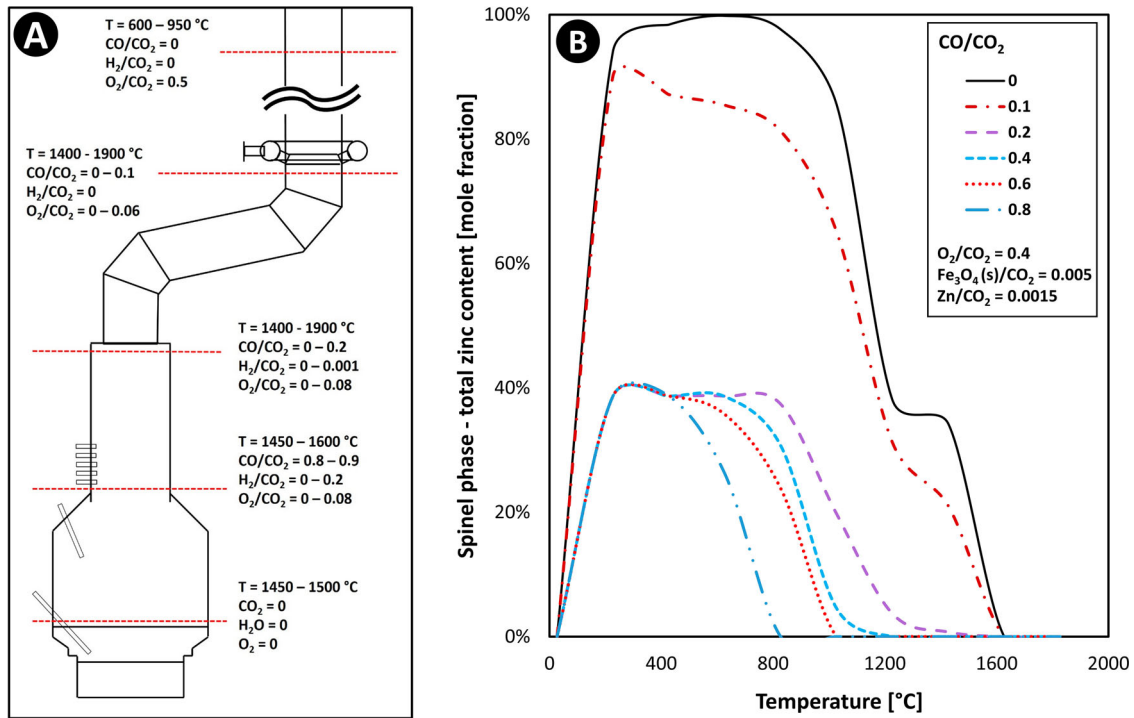 A
T = 600 – 950 °C
CO/CO₂ = 0
H₂/CO₂ = 0
O₂/CO₂ = 0.5
T = 1400 - 1900 °C
CO/CO₂ = 0 – 0.1
H₂/CO₂ = 0
O₂/CO₂ = 0 – 0.06
T = 1400 - 1900 °C
CO/CO₂ = 0 – 0.2
H₂/CO₂ = 0 – 0.001
O₂/CO₂ = 0 – 0.08
T = 1450 – 1600 °C
CO/CO₂ = 0.8 – 0.9
H₂/CO₂ = 0 – 0.2
O₂/CO₂ = 0 – 0.08
T = 1450 – 1500 °C
CO₂ = 0
H₂O = 0
O₂ = 0
B
Spinel phase - total zinc content [mole fraction]
100%
80%
60%
40%
20%
0%
0
400
800
1200
1600
2000
Temperature [°C]
CO/CO₂
0
0.1
0.2
0.4
0.6
0.8
O₂/CO₂ = 0.4
Fe₃O₄(s)/CO₂ = 0.005
Zn/CO₂ = 0.0015